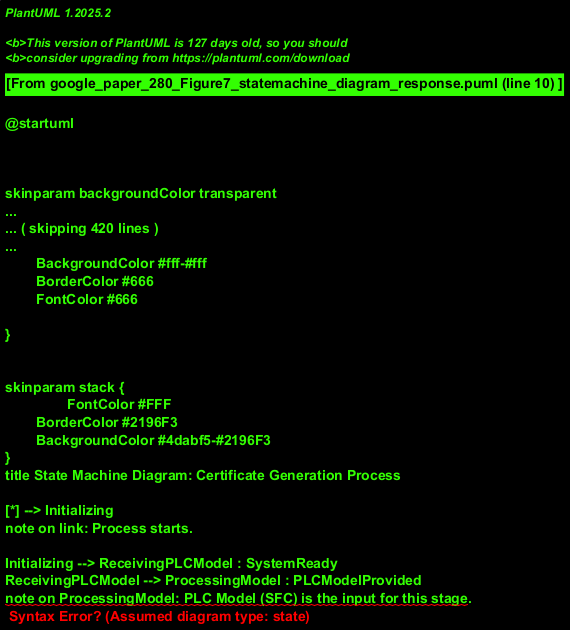 PlantUML 1.2025.2
<b>This version of PlantUML is 127 days old, so you should
<b>consider upgrading from https://plantuml.com/download
[From google_paper_280_Figure7_statemachine_diagram_response.puml (line 10) ]
@startuml
skinparam backgroundColor transparent
...
... ( skipping 420 lines )
...
BackgroundColor #fff-#fff
BorderColor #666
FontColor #666
}
skinparam stack {
FontColor #FFF
BorderColor #2196F3
BackgroundColor #4dabf5-#2196F3
}
title State Machine Diagram: Certificate Generation Process
[*] --> Initializing
note on link: Process starts.
Initializing --> ReceivingPLCModel : SystemReady
ReceivingPLCModel --> ProcessingModel : PLCModelProvided
note on ProcessingModel: PLC Model (SFC) is the input for this stage.
Syntax Error? (Assumed diagram type: state)